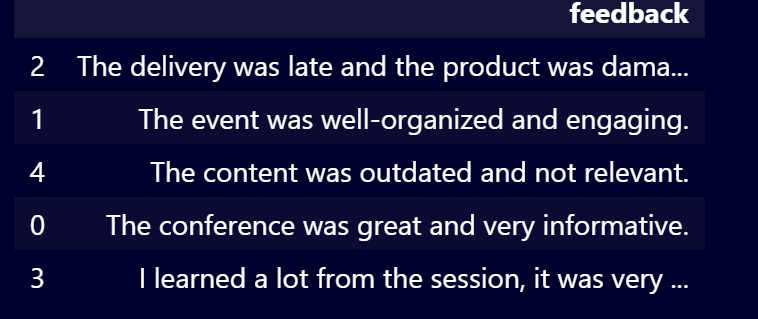 feedback
2 The delivery was late and the product was dama...
1 The event was well-organized and engaging.
4 The content was outdated and not relevant.
0 The conference was great and very informative.
3 I learned a lot from the session, it was very ...